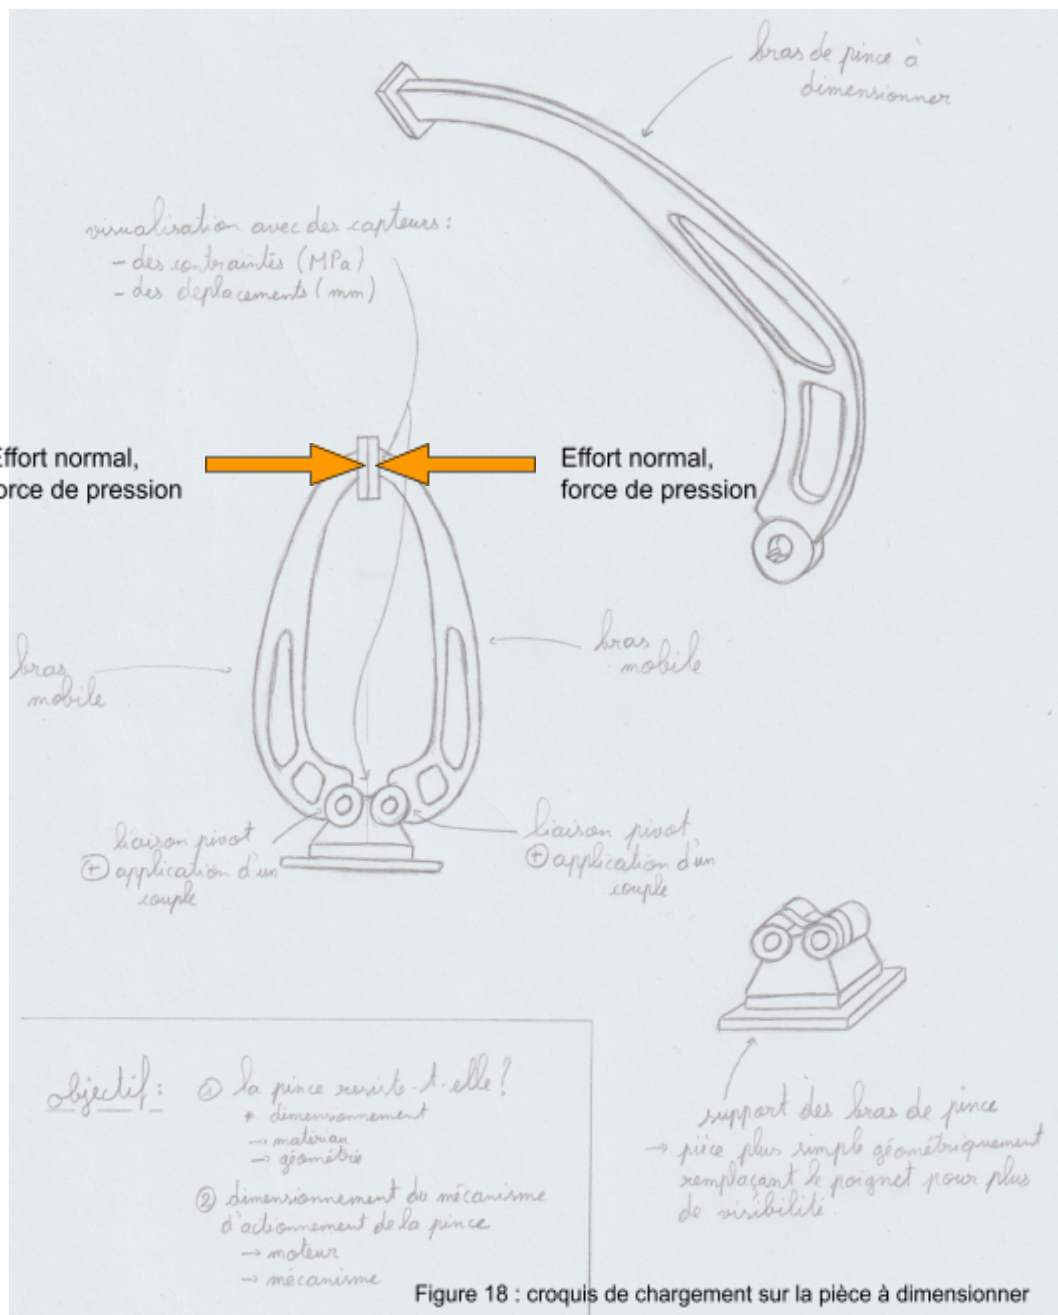 bras de pince à
dimensionner
visualisation avec des capteurs :
- des contraintes (MPa)
- des déplacements (mm)
Effort normal,
force de pression
Effort normal,
force de pression
bras
mobile
bras
mobile
liaison pivot
+ application d'un
couple
liaison pivot
+ application d'un
couple
objectif :
① la pince resiste-t-elle ?
* dimensionnement
→ matériau
→ géométrie
② dimensionnement du mécanisme
d'actionnement de la pince
→ moteur
→ mécanisme
support des bras de pince
→ pièce plus simple géométriquement
remplaçant le poignet pour plus
de visibilité.
Figure 18 : croquis de chargement sur la pièce à dimensionner